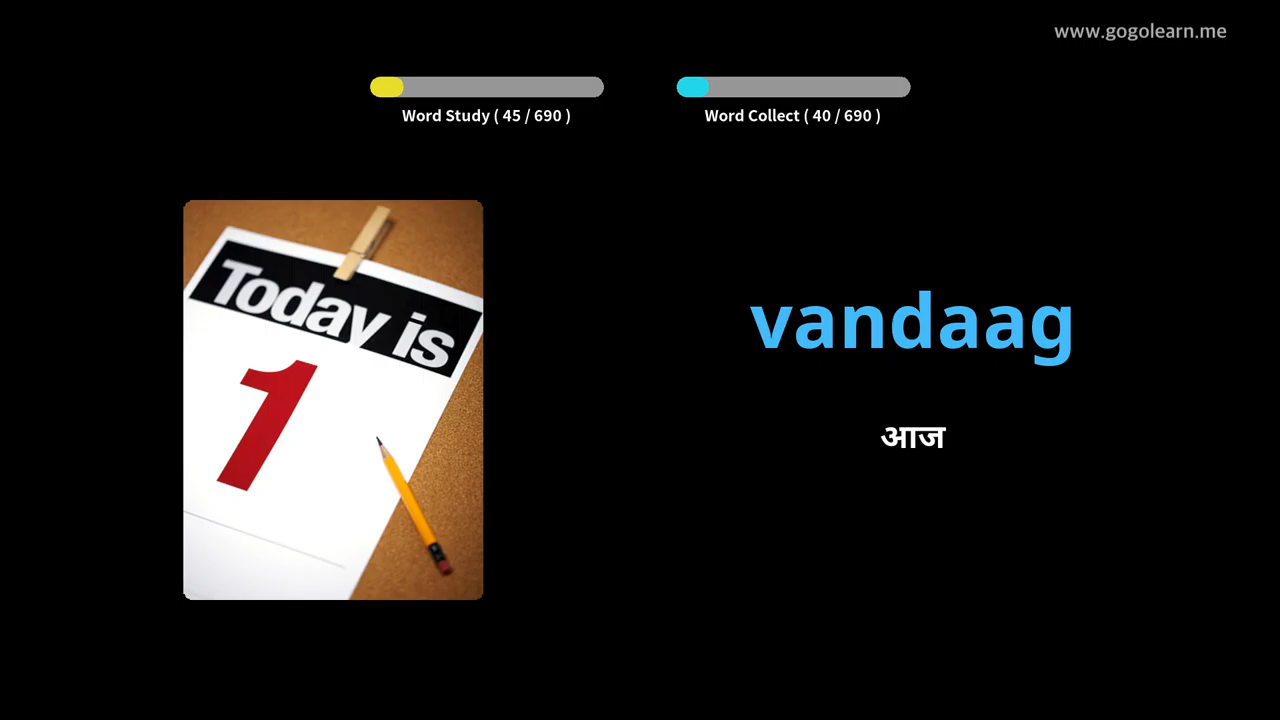 www.gogolearn.me
Word Study ( 45 / 690 )
Word Collect ( 40 / 690 )
Today is
1
vandaag
आज